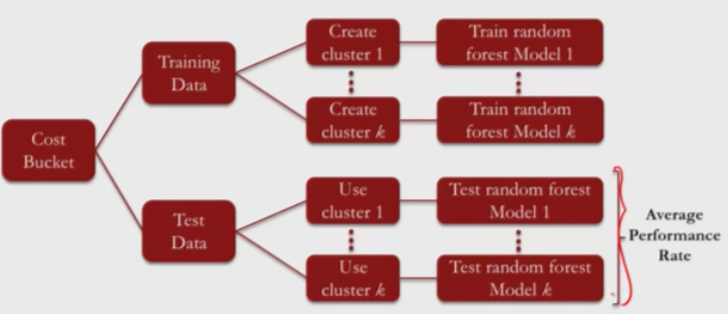 Cost
Bucket
Training
Data
Create
cluster 1
Train random
forest Model 1
Create
cluster k
Train random
forest Model k
Test
Data
Use
cluster 1
Test random forest
Model 1
Use
cluster k
Test random forest
Model k
Average
Performance
Rate